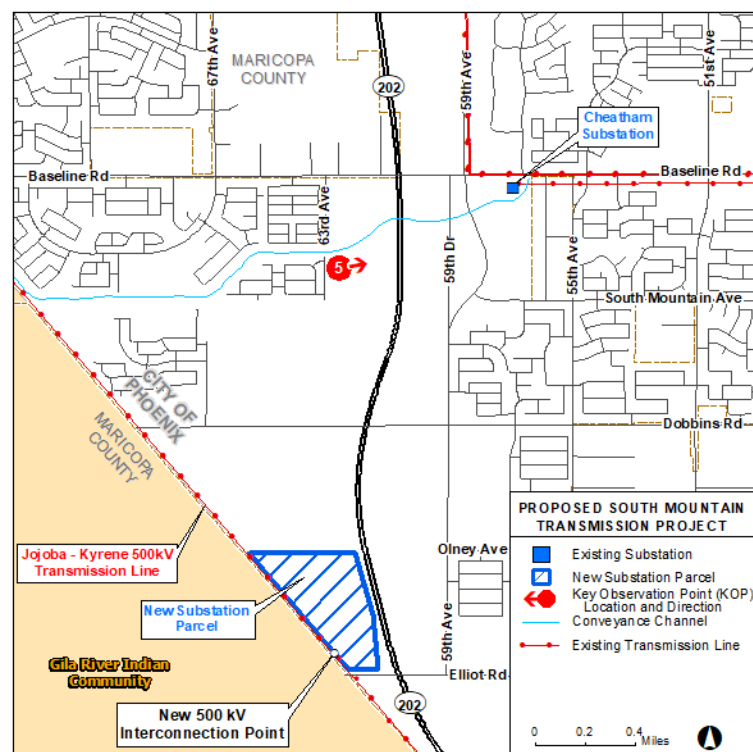 67th Ave
MARICOPA
COUNTY
202
59th Ave
51st Ave
Cheatham
Substation
Baseline Rd
Baseline Rd
63rd Ave
5
59th Dr
55th Ave
South Mountain Ave
CITY OF
PHOENIX
MARICOPA
COUNTY
Dobbins Rd
Jojoba - Kyrene 500kV
Transmission Line
New Substation
Parcel
Olney Ave
59th Ave
Elliot Rd
Gila River Indian
Community
New 500 kV
Interconnection Point
202
PROPOSED SOUTH MOUNTAIN
TRANSMISSION PROJECT
Existing Substation
New Substation Parcel
Key Observation Point (KOP)
Location and Direction
Conveyance Channel
Existing Transmission Line
0 0.2 0.4
Miles